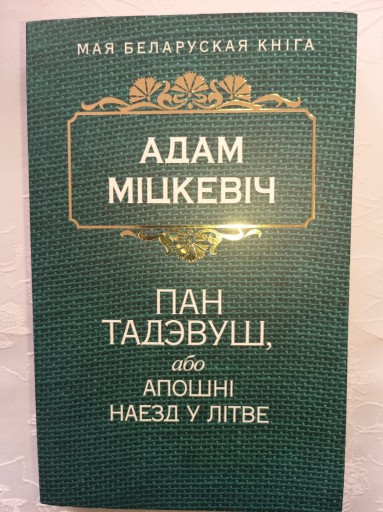 МАЯ БЕЛАРУСКАЯ КНІГА
АДАМ
МІЦКЕВІЧ
ПАН
ТАДЭВУШ,
або
АПОШНІ
НАЕЗД У ЛІТВЕ